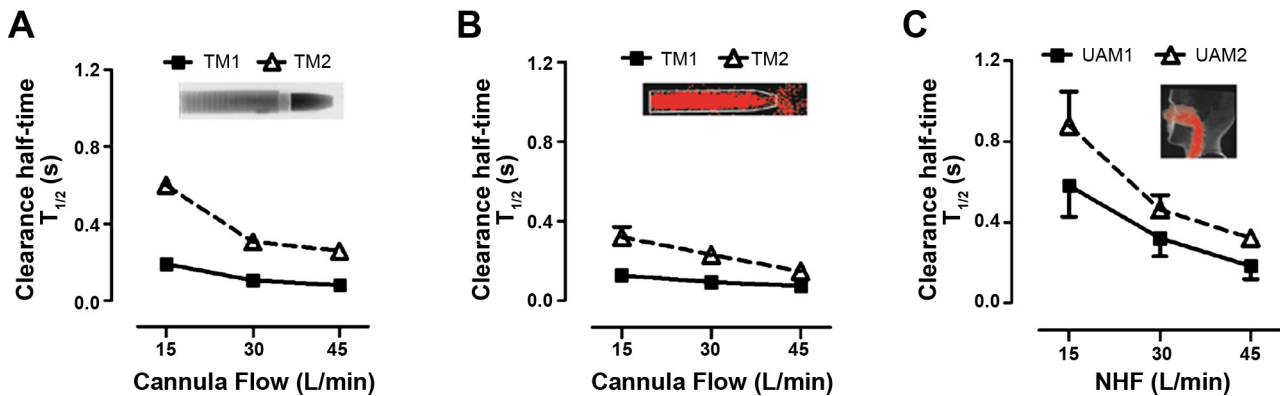 A
TM1 TM2
Clearance half-time
T1/2 (s)
1.2
0.8
0.4
0.0
15 30 45
Cannula Flow (L/min)
B
TM1 TM2
Clearance half-time
T1/2 (s)
1.2
0.8
0.4
0.0
15 30 45
Cannula Flow (L/min)
C
UAM1 UAM2
Clearance half-time
T1/2 (s)
1.2
0.8
0.4
0.0
15 30 45
NHF (L/min)